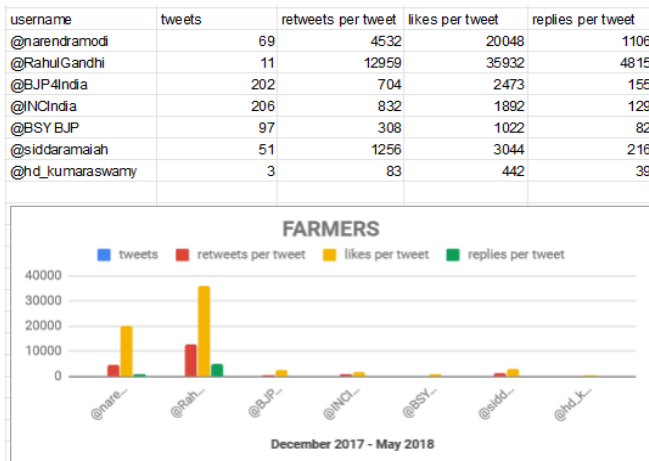 username tweets retweets per tweet likes per tweet replies per tweet
@narendramodi 69 4532 20048 1106
@RahulGandhi 11 12959 35932 4815
@BJP4India 202 704 2473 155
@INCIndia 206 832 1892 129
@BSYBJP 97 308 1022 82
@siddaramaiah 51 1256 3044 216
@hd_kumaraswamy 3 83 442 39
FARMERS
tweets retweets per tweet likes per tweet replies per tweet
40000
30000
20000
10000
0
@nare... @Rah... @BJP... @INCI... @BSY... @sidd... @hd_k...
December 2017 - May 2018